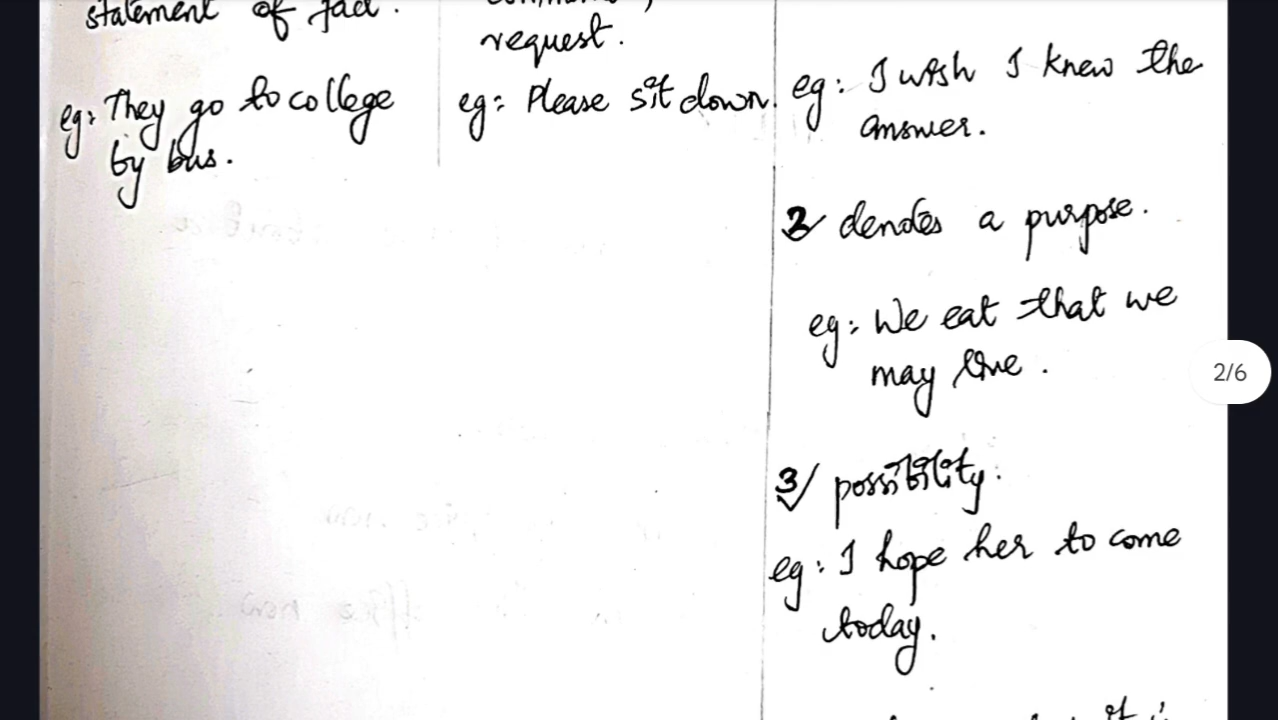 statement of fact.
eg: They go to college
by bus.
request.
eg: Please sit down.
eg: I wish I knew the
answer.
2 denotes a purpose.
eg: We eat that we
may live.
3 possibility.
eg: I hope her to come
today.
2/6